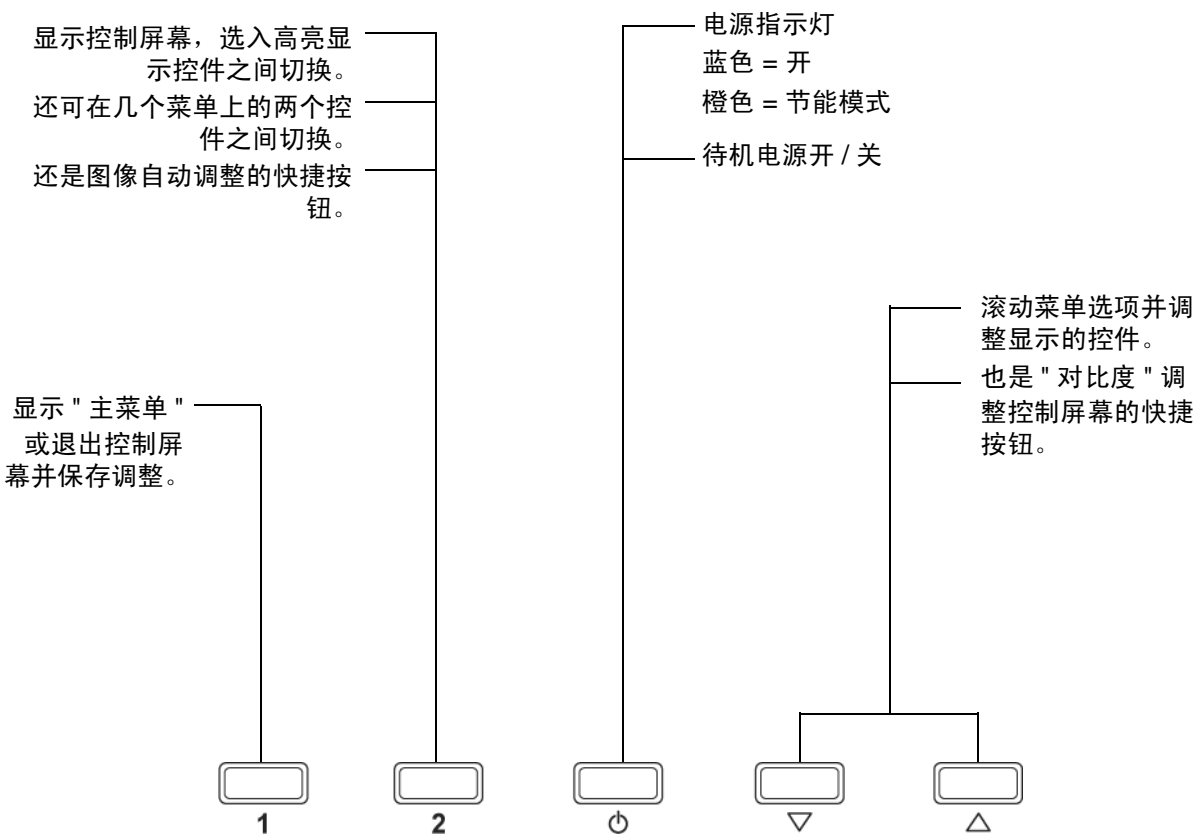 显示控制屏幕，选入高亮显
示控件之间切换。
还可在几个菜单上的两个控
件之间切换。
还是图像自动调整的快捷按
钮。
电源指示灯
蓝色 = 开
橙色 = 节能模式
待机电源开 / 关
滚动菜单选项并调
整显示的控件。
也是 " 对比度 " 调
整控制屏幕的快捷
按钮。
显示 " 主菜单 "
或退出控制屏
幕并保存调整。
1
2